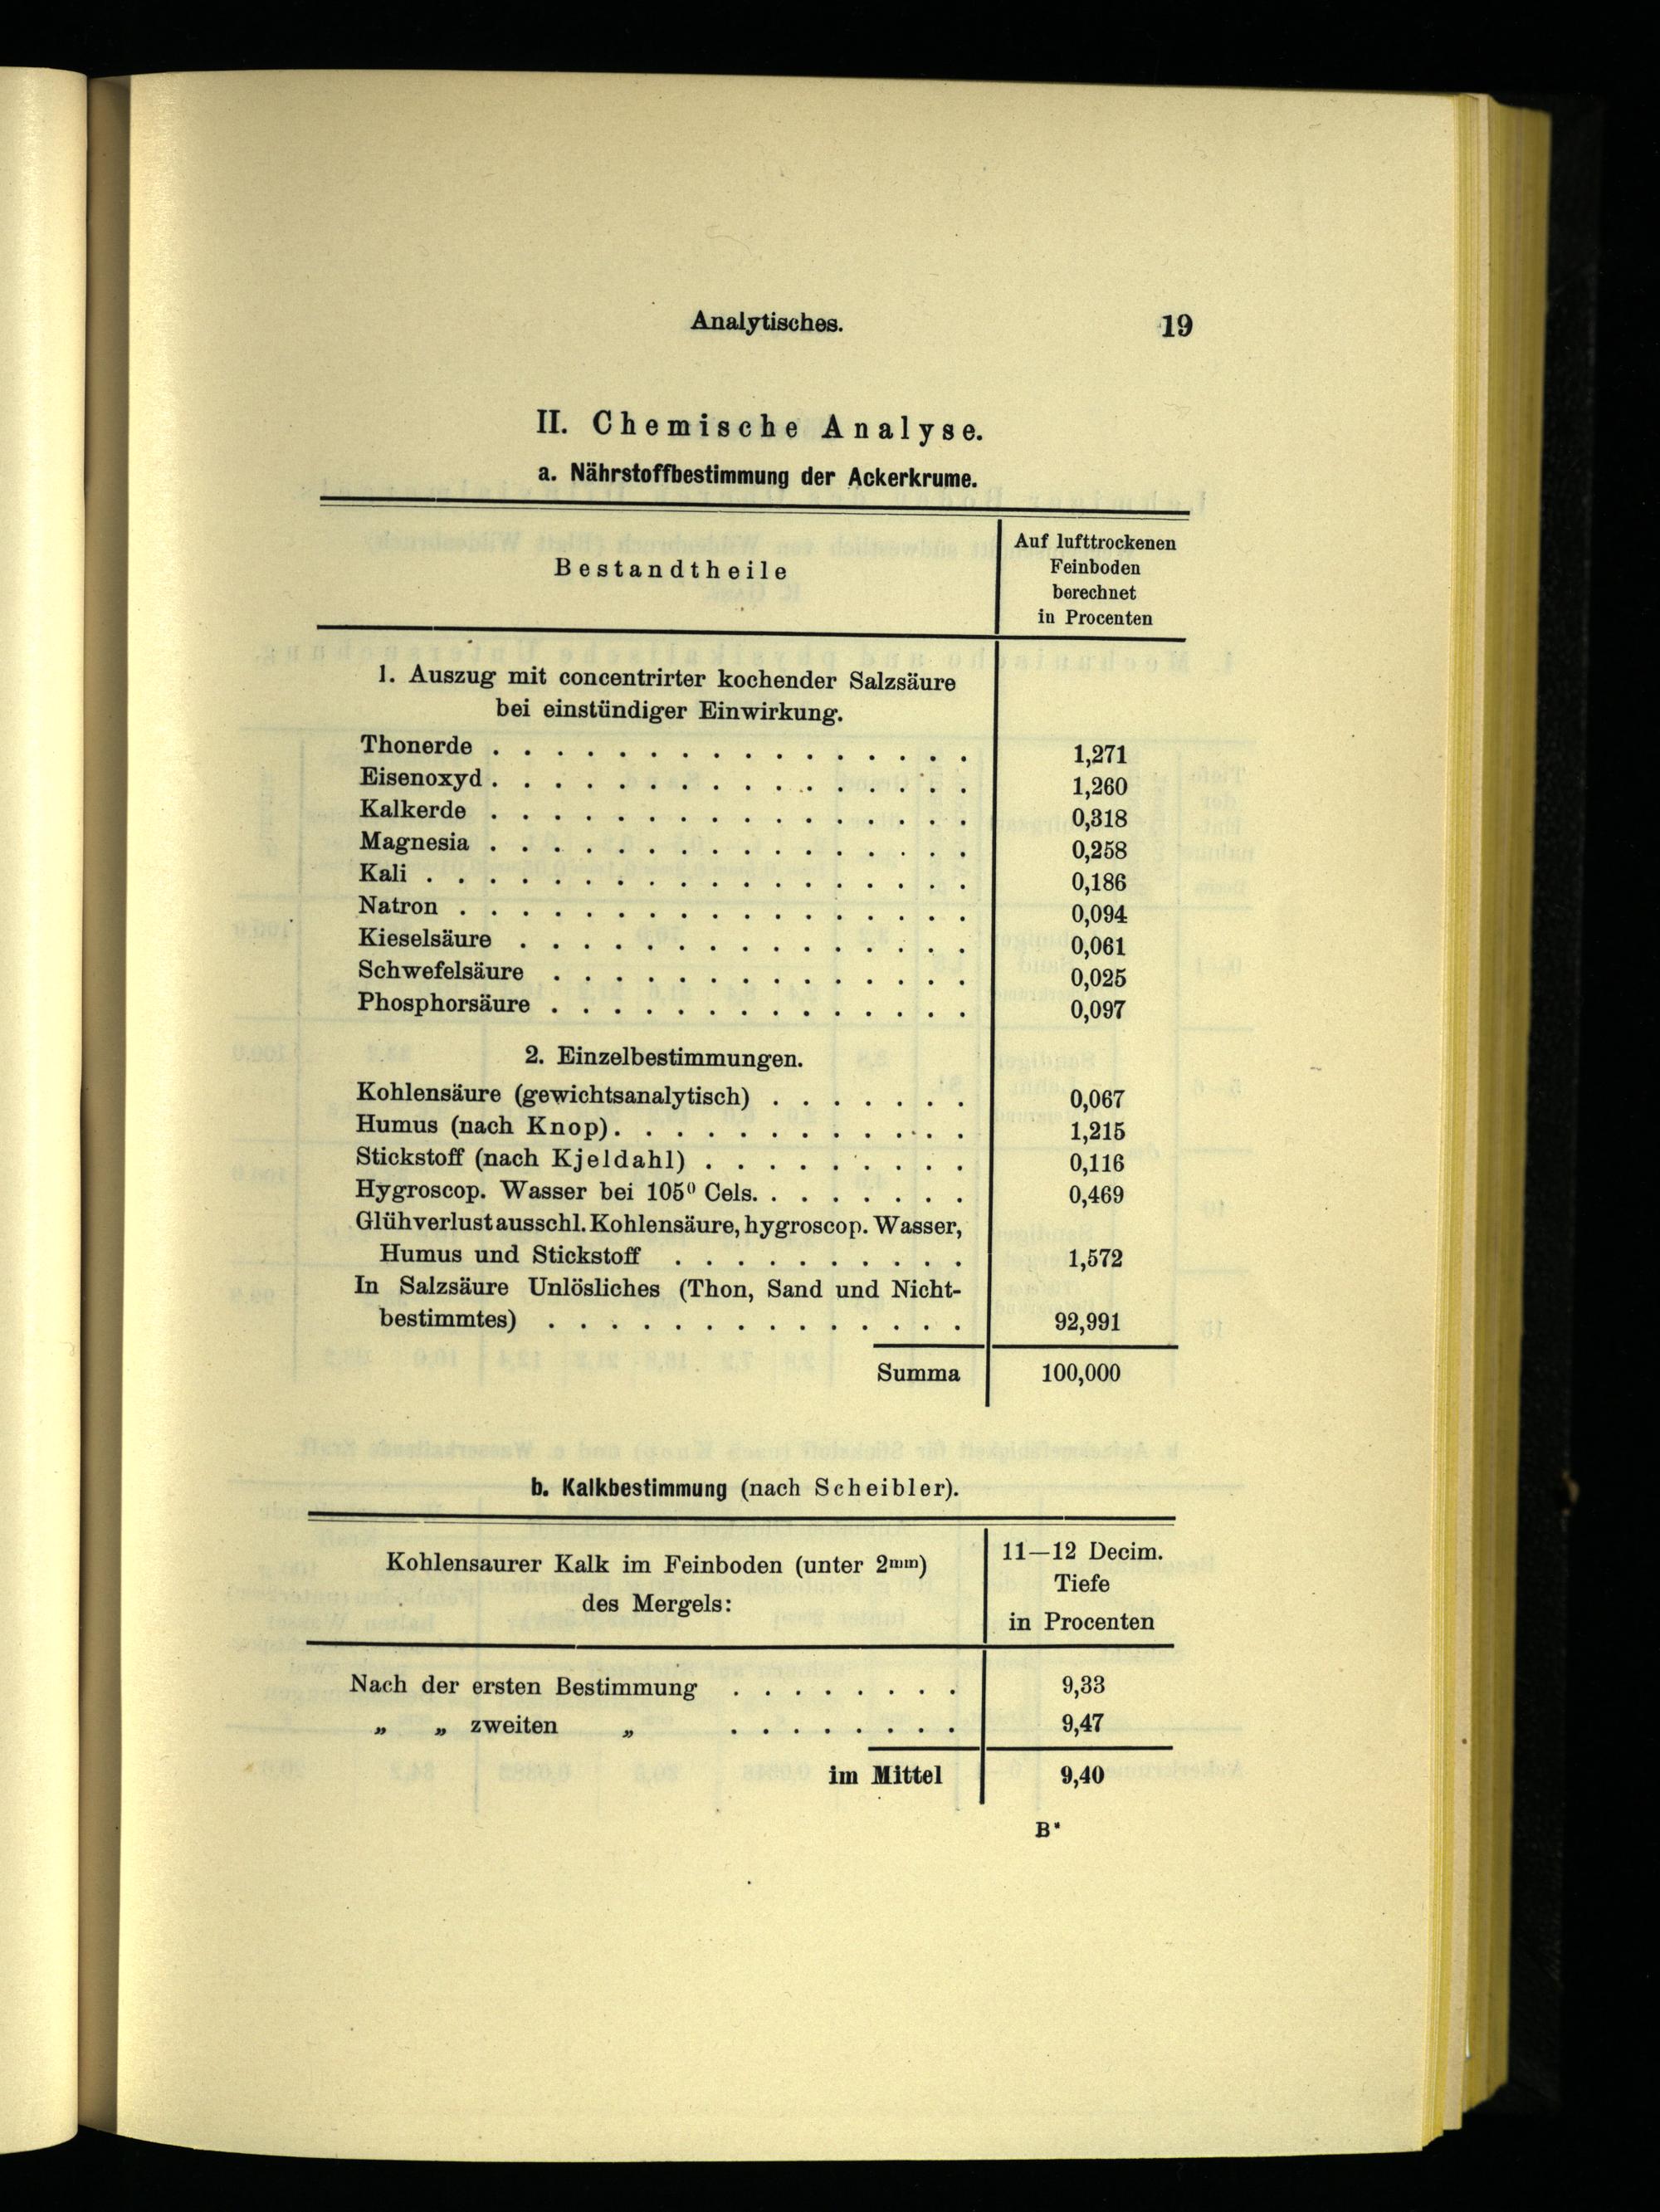 Analytisches. 19
II. Chemische Analyse.
a. Nährstoffbestimmung der Ackerkrume.
Bestandtheile
Auf lufttrockenen
Feinboden
berechnet
in Procenten
1. Auszug mit concentrirter kochender Salzsäure
bei einstündiger Einwirkung.
Thonerde . . . . . . . . . . . . . . . . 1,271
Eisenoxyd . . . . . . . . . . . . . . . . 1,260
Kalkerde . . . . . . . . . . . . . . . . 0,318
Magnesia . . . . . . . . . . . . . . . . 0,258
Kali . . . . . . . . . . . . . . . . . . 0,186
Natron . . . . . . . . . . . . . . . . . 0,094
Kieselsäure . . . . . . . . . . . . . . . 0,061
Schwefelsäure . . . . . . . . . . . . . . 0,025
Phosphorsäure . . . . . . . . . . . . . . 0,097
2. Einzelbestimmungen.
Kohlensäure (gewichtsanalytisch) . . . . . . . 0,067
Humus (nach Knop) . . . . . . . . . . . . 1,215
Stickstoff (nach Kjeldahl) . . . . . . . . . 0,116
Hygroscop. Wasser bei 105⁰ Cels. . . . . . . . 0,469
Glühverlust ausschl. Kohlensäure, hygroscop. Wasser,
Humus und Stickstoff . . . . . . . . . . 1,572
In Salzsäure Unlösliches (Thon, Sand und Nicht-
bestimmtes) . . . . . . . . . . . . . . 92,991
Summa 100,000
b. Kalkbestimmung (nach Scheibler).
Kohlensaurer Kalk im Feinboden (unter 2mm)
des Mergels:
11—12 Decim.
Tiefe
in Procenten
Nach der ersten Bestimmung . . . . . . . . 9,33
„ „ zweiten „ . . . . . . . . 9,47
im Mittel 9,40
B*